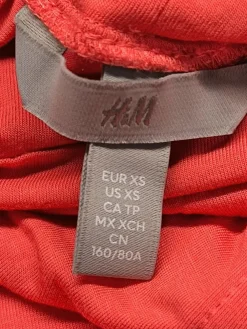 H&M
EUR XS
US XS
CA TP
MX XCH
CN
160/80A